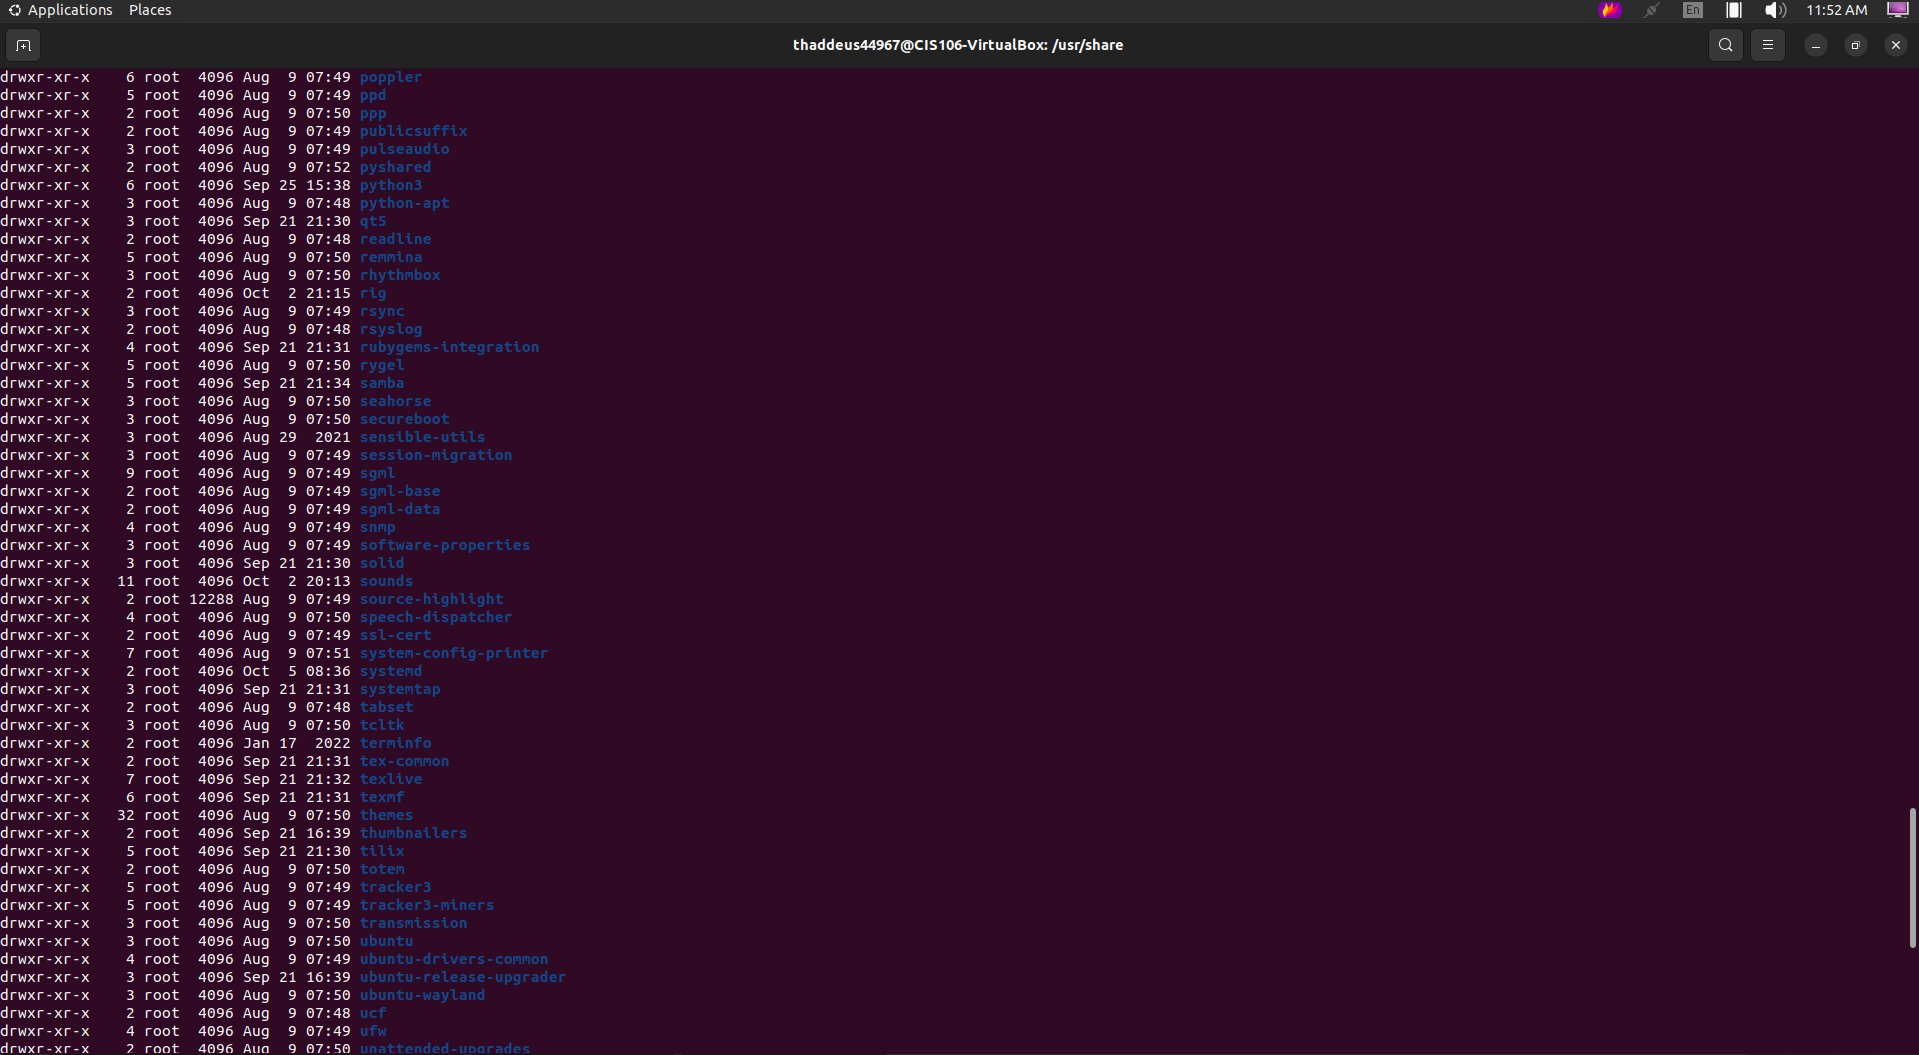 Applications Places En 11:52 AM
thaddeus44967@CIS106-VirtualBox: /usr/share
drwxr-xr-x    6 root  4096 Aug  9 07:49 poppler
drwxr-xr-x    5 root  4096 Aug  9 07:49 ppd
drwxr-xr-x    2 root  4096 Aug  9 07:50 ppp
drwxr-xr-x    2 root  4096 Aug  9 07:49 publicsuffix
drwxr-xr-x    3 root  4096 Aug  9 07:49 pulseaudio
drwxr-xr-x    2 root  4096 Aug  9 07:52 pyshared
drwxr-xr-x    6 root  4096 Sep 25 15:38 python3
drwxr-xr-x    3 root  4096 Aug  9 07:48 python-apt
drwxr-xr-x    3 root  4096 Sep 21 21:30 qt5
drwxr-xr-x    2 root  4096 Aug  9 07:48 readline
drwxr-xr-x    5 root  4096 Aug  9 07:50 remmina
drwxr-xr-x    3 root  4096 Aug  9 07:50 rhythmbox
drwxr-xr-x    2 root  4096 Oct  2 21:15 rig
drwxr-xr-x    3 root  4096 Aug  9 07:49 rsync
drwxr-xr-x    2 root  4096 Aug  9 07:48 rsyslog
drwxr-xr-x    4 root  4096 Sep 21 21:31 rubygems-integration
drwxr-xr-x    5 root  4096 Aug  9 07:50 rygel
drwxr-xr-x    5 root  4096 Sep 21 21:34 samba
drwxr-xr-x    3 root  4096 Aug  9 07:50 seahorse
drwxr-xr-x    3 root  4096 Aug  9 07:50 secureboot
drwxr-xr-x    3 root  4096 Aug 29  2021 sensible-utils
drwxr-xr-x    3 root  4096 Aug  9 07:49 session-migration
drwxr-xr-x    9 root  4096 Aug  9 07:49 sgml
drwxr-xr-x    2 root  4096 Aug  9 07:49 sgml-base
drwxr-xr-x    2 root  4096 Aug  9 07:49 sgml-data
drwxr-xr-x    4 root  4096 Aug  9 07:49 snmp
drwxr-xr-x    3 root  4096 Aug  9 07:49 software-properties
drwxr-xr-x    3 root  4096 Sep 21 21:30 solid
drwxr-xr-x   11 root  4096 Oct  2 20:13 sounds
drwxr-xr-x    2 root 12288 Aug  9 07:49 source-highlight
drwxr-xr-x    4 root  4096 Aug  9 07:50 speech-dispatcher
drwxr-xr-x    2 root  4096 Aug  9 07:49 ssl-cert
drwxr-xr-x    7 root  4096 Aug  9 07:51 system-config-printer
drwxr-xr-x    2 root  4096 Oct  5 08:36 systemd
drwxr-xr-x    3 root  4096 Sep 21 21:31 systemtap
drwxr-xr-x    2 root  4096 Aug  9 07:48 tabset
drwxr-xr-x    3 root  4096 Aug  9 07:50 tcltk
drwxr-xr-x    2 root  4096 Jan 17  2022 terminfo
drwxr-xr-x    2 root  4096 Sep 21 21:31 tex-common
drwxr-xr-x    7 root  4096 Sep 21 21:32 texlive
drwxr-xr-x    6 root  4096 Sep 21 21:31 texmf
drwxr-xr-x   32 root  4096 Aug  9 07:50 themes
drwxr-xr-x    2 root  4096 Sep 21 16:39 thumbnailers
drwxr-xr-x    5 root  4096 Sep 21 21:30 tilix
drwxr-xr-x    2 root  4096 Aug  9 07:50 totem
drwxr-xr-x    5 root  4096 Aug  9 07:49 tracker3
drwxr-xr-x    5 root  4096 Aug  9 07:49 tracker3-miners
drwxr-xr-x    3 root  4096 Aug  9 07:50 transmission
drwxr-xr-x    3 root  4096 Aug  9 07:50 ubuntu
drwxr-xr-x    4 root  4096 Aug  9 07:49 ubuntu-drivers-common
drwxr-xr-x    3 root  4096 Sep 21 16:39 ubuntu-release-upgrader
drwxr-xr-x    3 root  4096 Aug  9 07:50 ubuntu-wayland
drwxr-xr-x    2 root  4096 Aug  9 07:48 ucf
drwxr-xr-x    4 root  4096 Aug  9 07:49 ufw
drwxr-xr-x    2 root  4096 Aug  9 07:50 unattended-upgrades